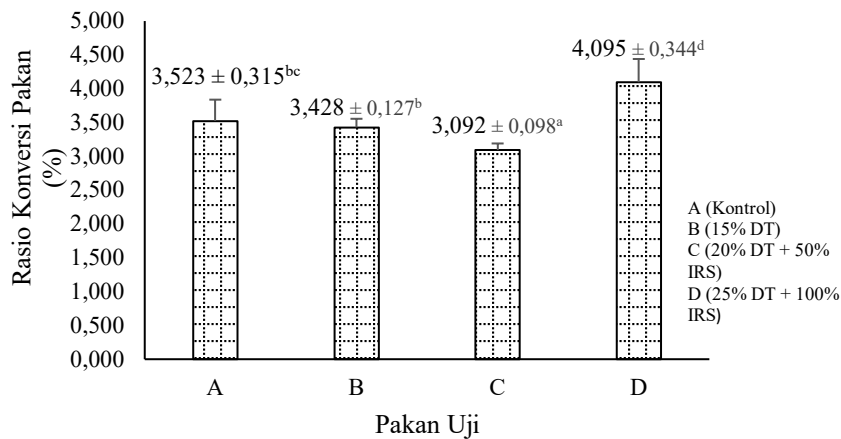 5,000
4,500
4,000
3,500
3,000
2,500
2,000
1,500
1,000
0,500
0,000
Rasio Konversi Pakan
(%)
3,523 ± 0,315ᵇᶜ
3,428 ± 0,127ᵇ
3,092 ± 0,098ᵃ
4,095 ± 0,344ᵈ
A
B
C
D
Pakan Uji
A (Kontrol)
B (15% DT)
C (20% DT + 50%
IRS)
D (25% DT + 100%
IRS)